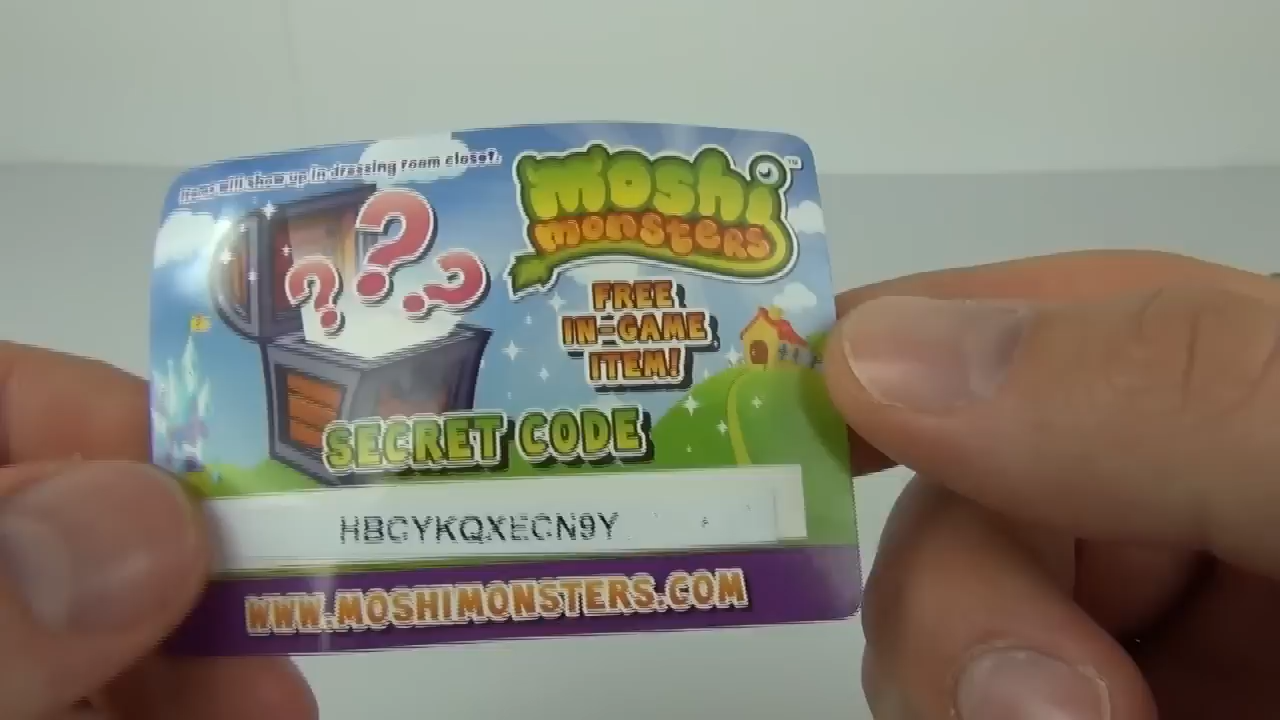 Items will show up in dressing room closet.
moshi
monsters
TM
FREE
IN-GAME
ITEM!
SECRET CODE
HBCYKQXECN9Y
WWW.MOSHIMONSTERS.COM